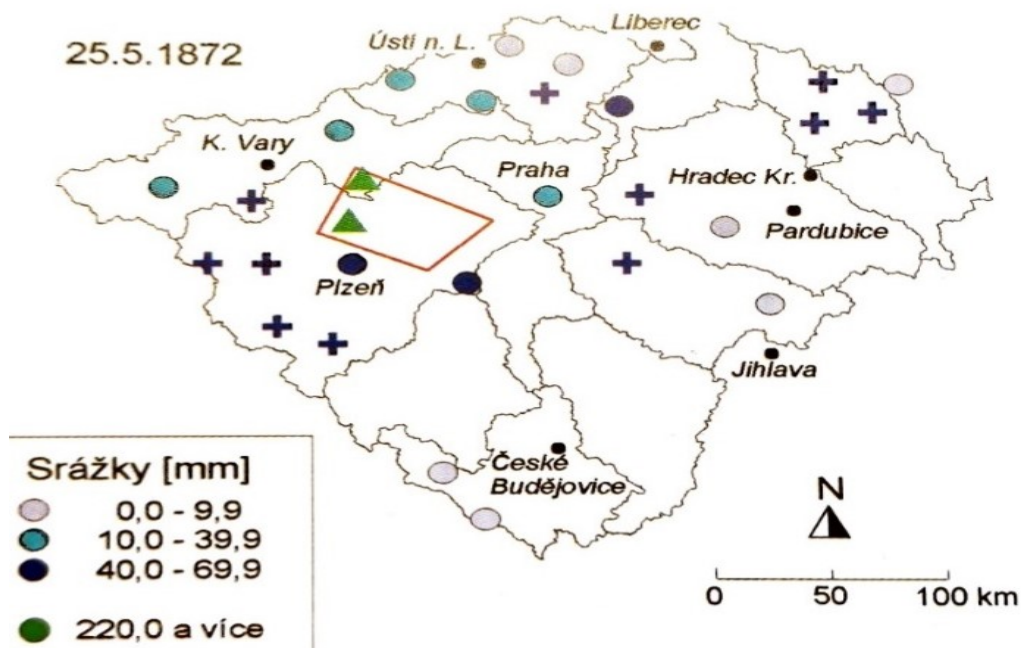 25.5.1872
Ústí n. L.
Liberec
K. Vary
Praha
Hradec Kr.
Pardubice
Plzeň
Jihlava
České
Budějovice
Srážky [mm]
0,0 - 9,9
10,0 - 39,9
40,0 - 69,9
220,0 a více
N
0 50 100 km